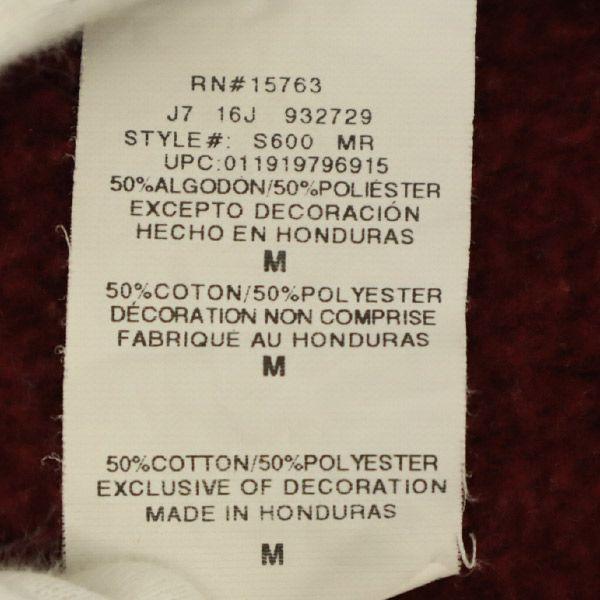 RN#15763
J7 16J 932729
STYLE#: S600 MR
UPC:011919796915
50%ALGODÓN/50%POLIÉSTER
EXCEPTO DECORACIÓN
HECHO EN HONDURAS
M
50%COTON/50%POLYESTER
DÉCORATION NON COMPRISE
FABRIQUE AU HONDURAS
M
50%COTTON/50%POLYESTER
EXCLUSIVE OF DECORATION
MADE IN HONDURAS
M